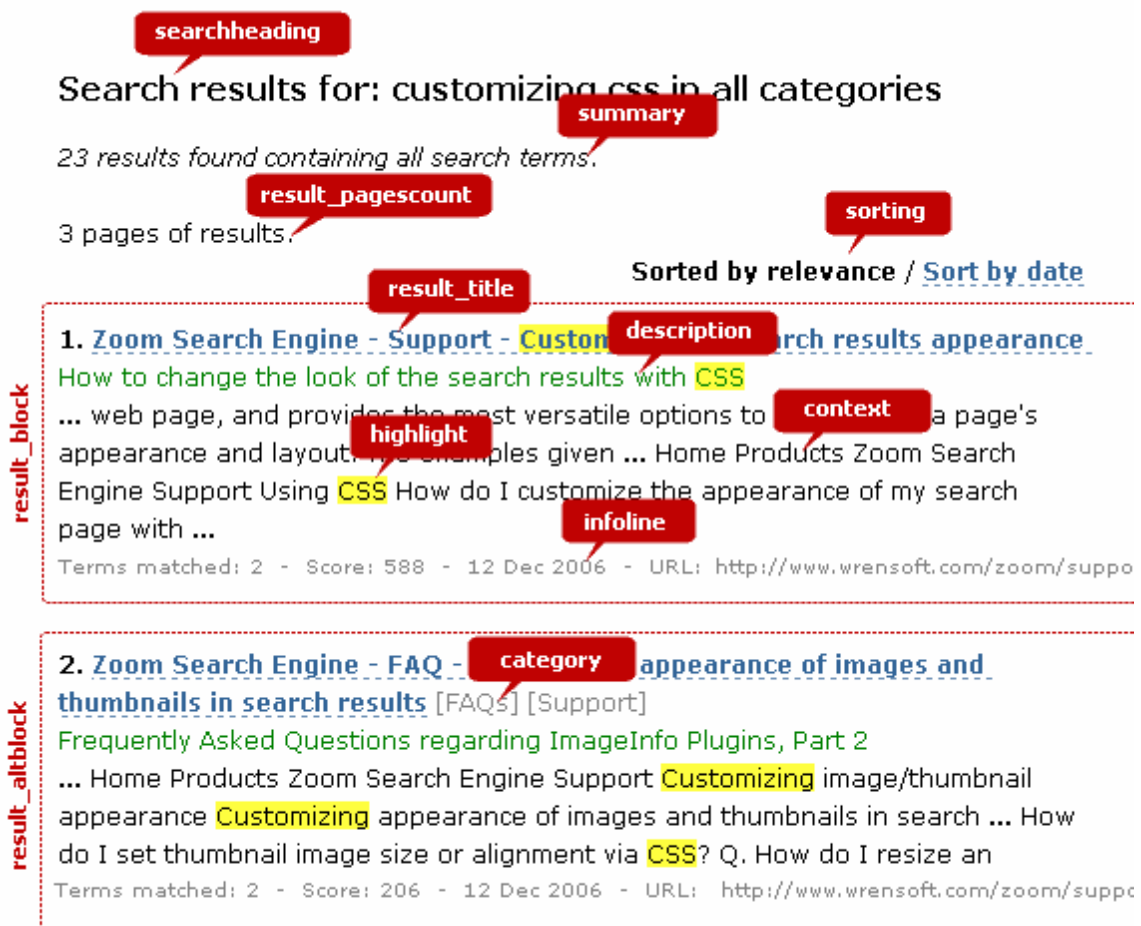 searchheading
Search results for: customizing css in all categories
summary
23 results found containing all search terms.
result_pagescount
3 pages of results.
sorting
Sorted by relevance / Sort by date
result_title
result_block
1. Zoom Search Engine - Support - Custom rch results appearance
description
How to change the look of the search results with CSS
... web page, and provides the most versatile options to a page's
context
highlight
appearance and layout. The examples given ... Home Products Zoom Search
Engine Support Using CSS How do I customize the appearance of my search
page with ...
infoline
Terms matched: 2 - Score: 588 - 12 Dec 2006 - URL: http://www.wrensoft.com/zoom/suppo
result_altblock
2. Zoom Search Engine - FAQ - appearance of images and
category
thumbnails in search results [FAQs] [Support]
Frequently Asked Questions regarding ImageInfo Plugins, Part 2
... Home Products Zoom Search Engine Support Customizing image/thumbnail
appearance Customizing appearance of images and thumbnails in search ... How
do I set thumbnail image size or alignment via CSS? Q. How do I resize an
Terms matched: 2 - Score: 206 - 12 Dec 2006 - URL: http://www.wrensoft.com/zoom/suppo